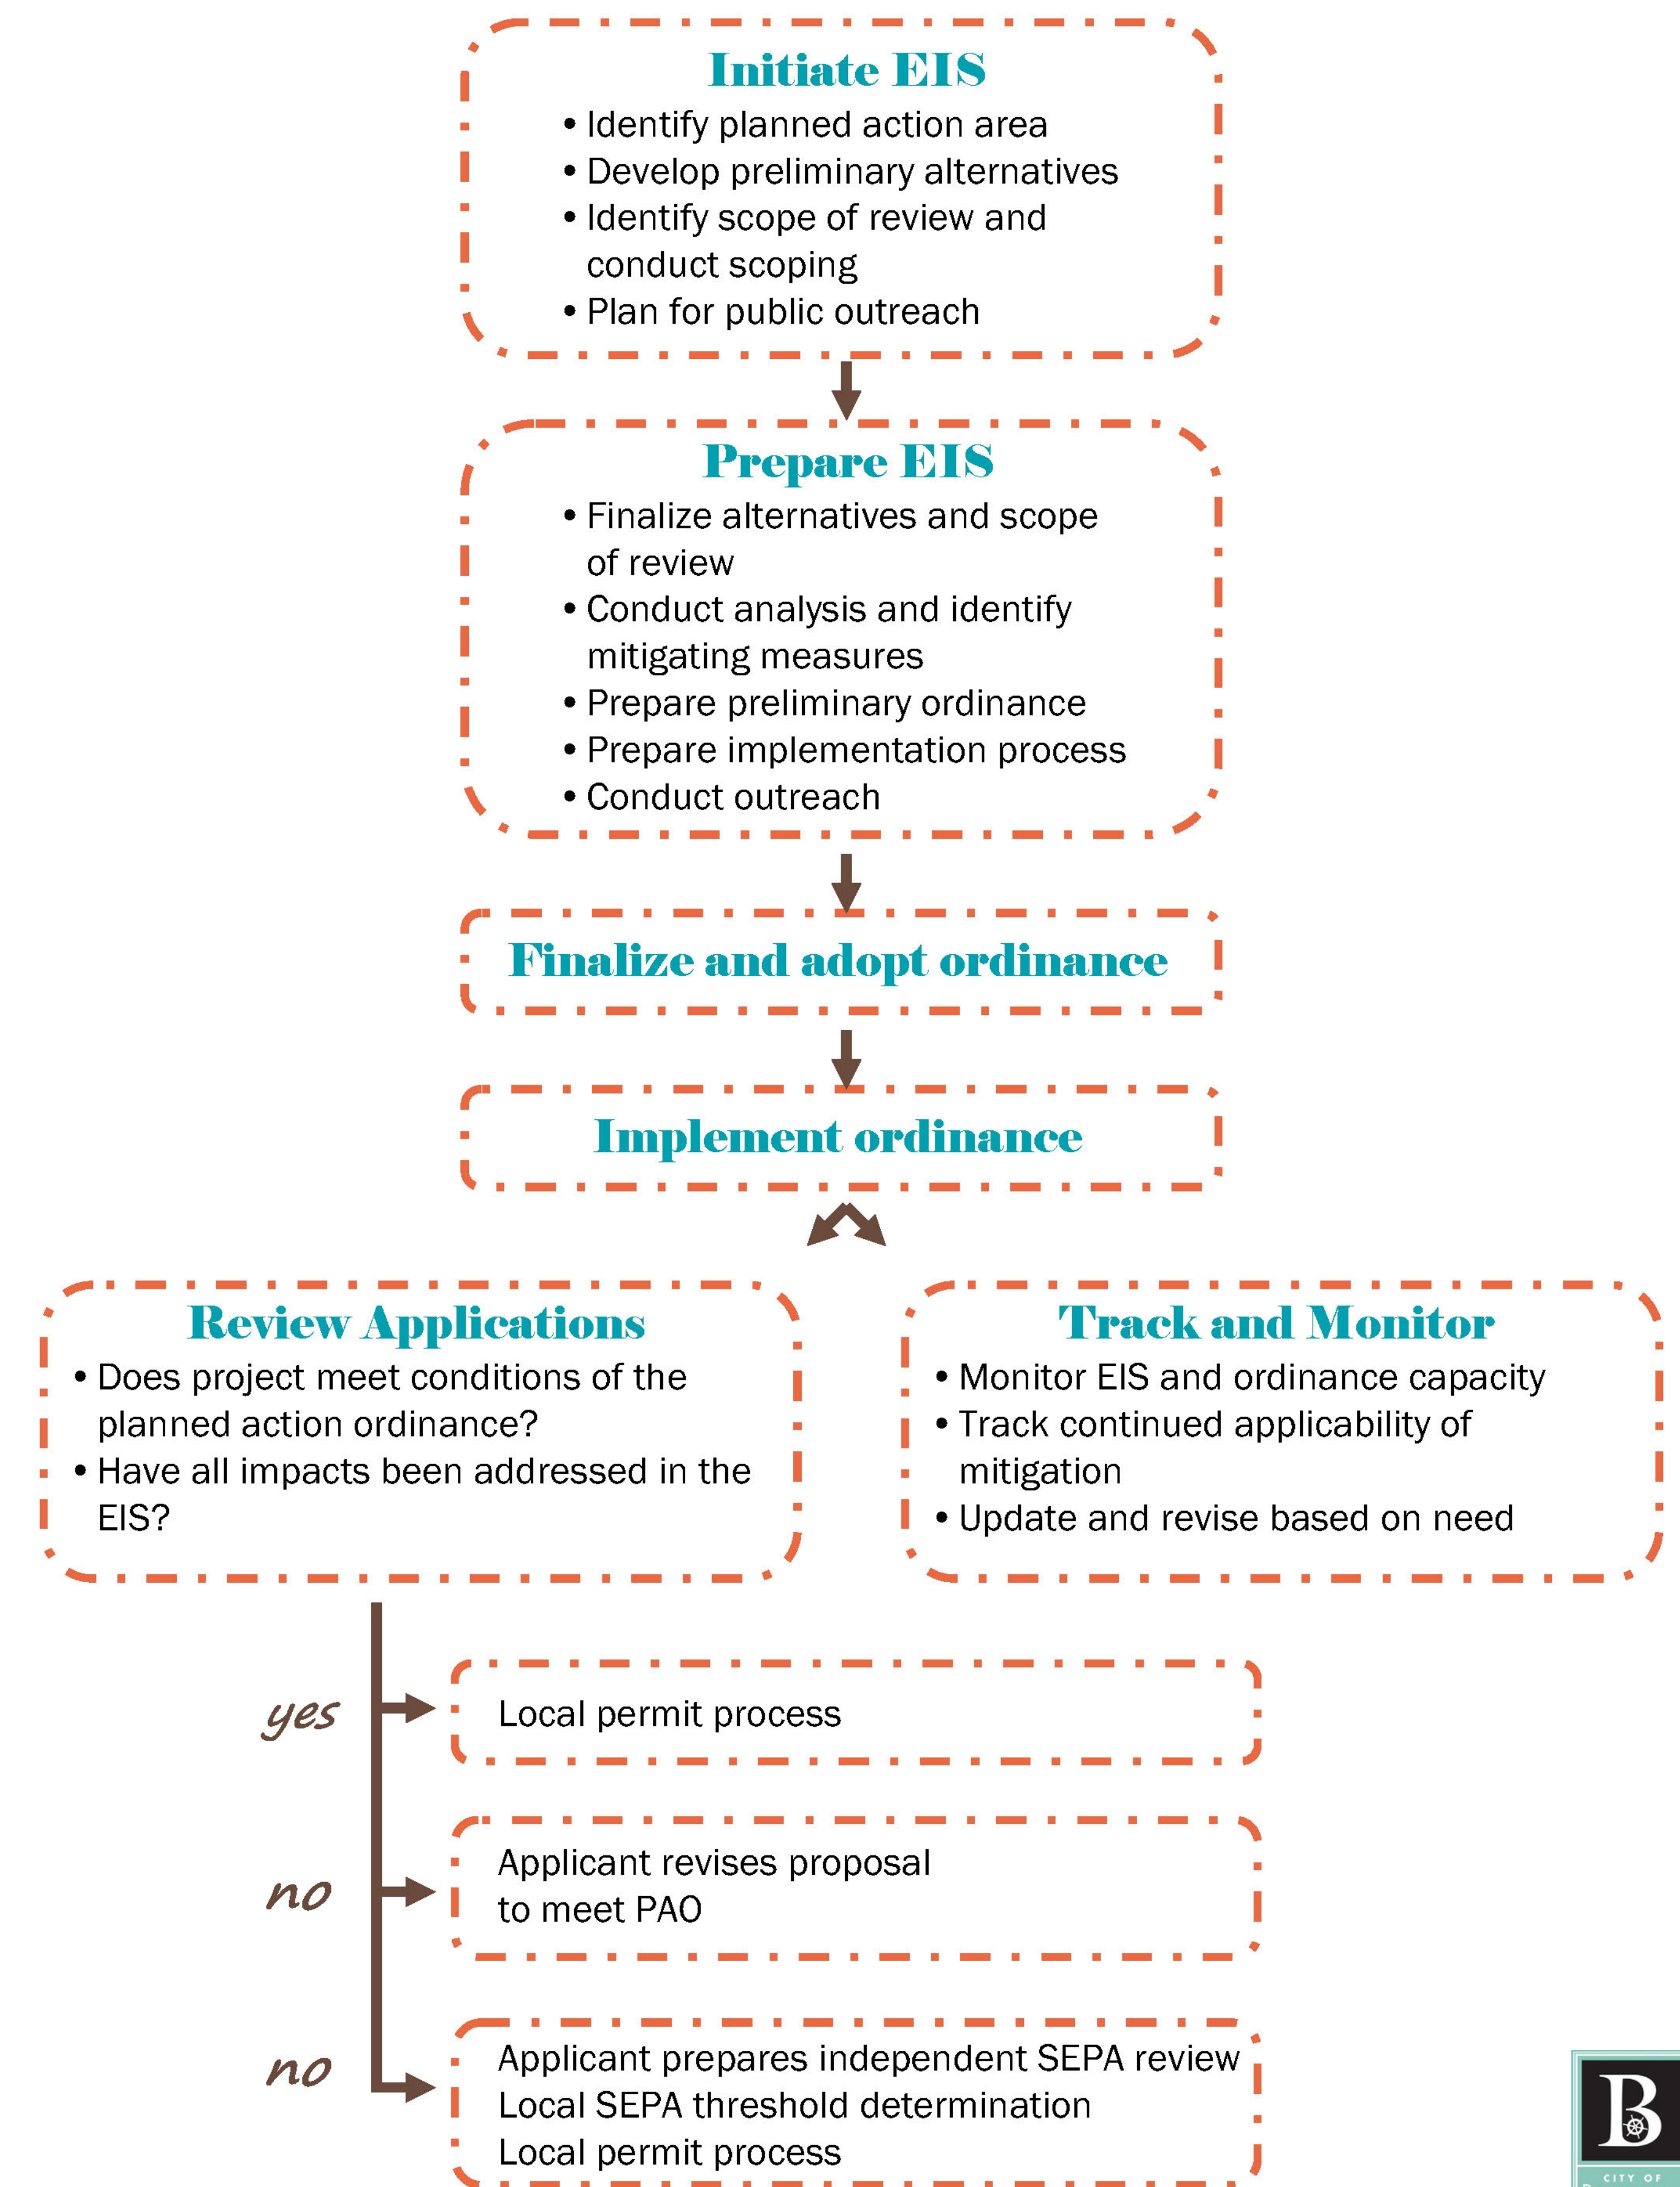 Initiate EIS
• Identify planned action area
• Develop preliminary alternatives
• Identify scope of review and
conduct scoping
• Plan for public outreach
Prepare EIS
• Finalize alternatives and scope
of review
• Conduct analysis and identify
mitigating measures
• Prepare preliminary ordinance
• Prepare implementation process
• Conduct outreach
Finalize and adopt ordinance
Implement ordinance
Review Applications
• Does project meet conditions of the
planned action ordinance?
• Have all impacts been addressed in the
EIS?
Track and Monitor
• Monitor EIS and ordinance capacity
• Track continued applicability of
mitigation
• Update and revise based on need
yes
Local permit process
no
Applicant revises proposal
to meet PAO
no
Applicant prepares independent SEPA review
Local SEPA threshold determination
Local permit process
B
CITY OF